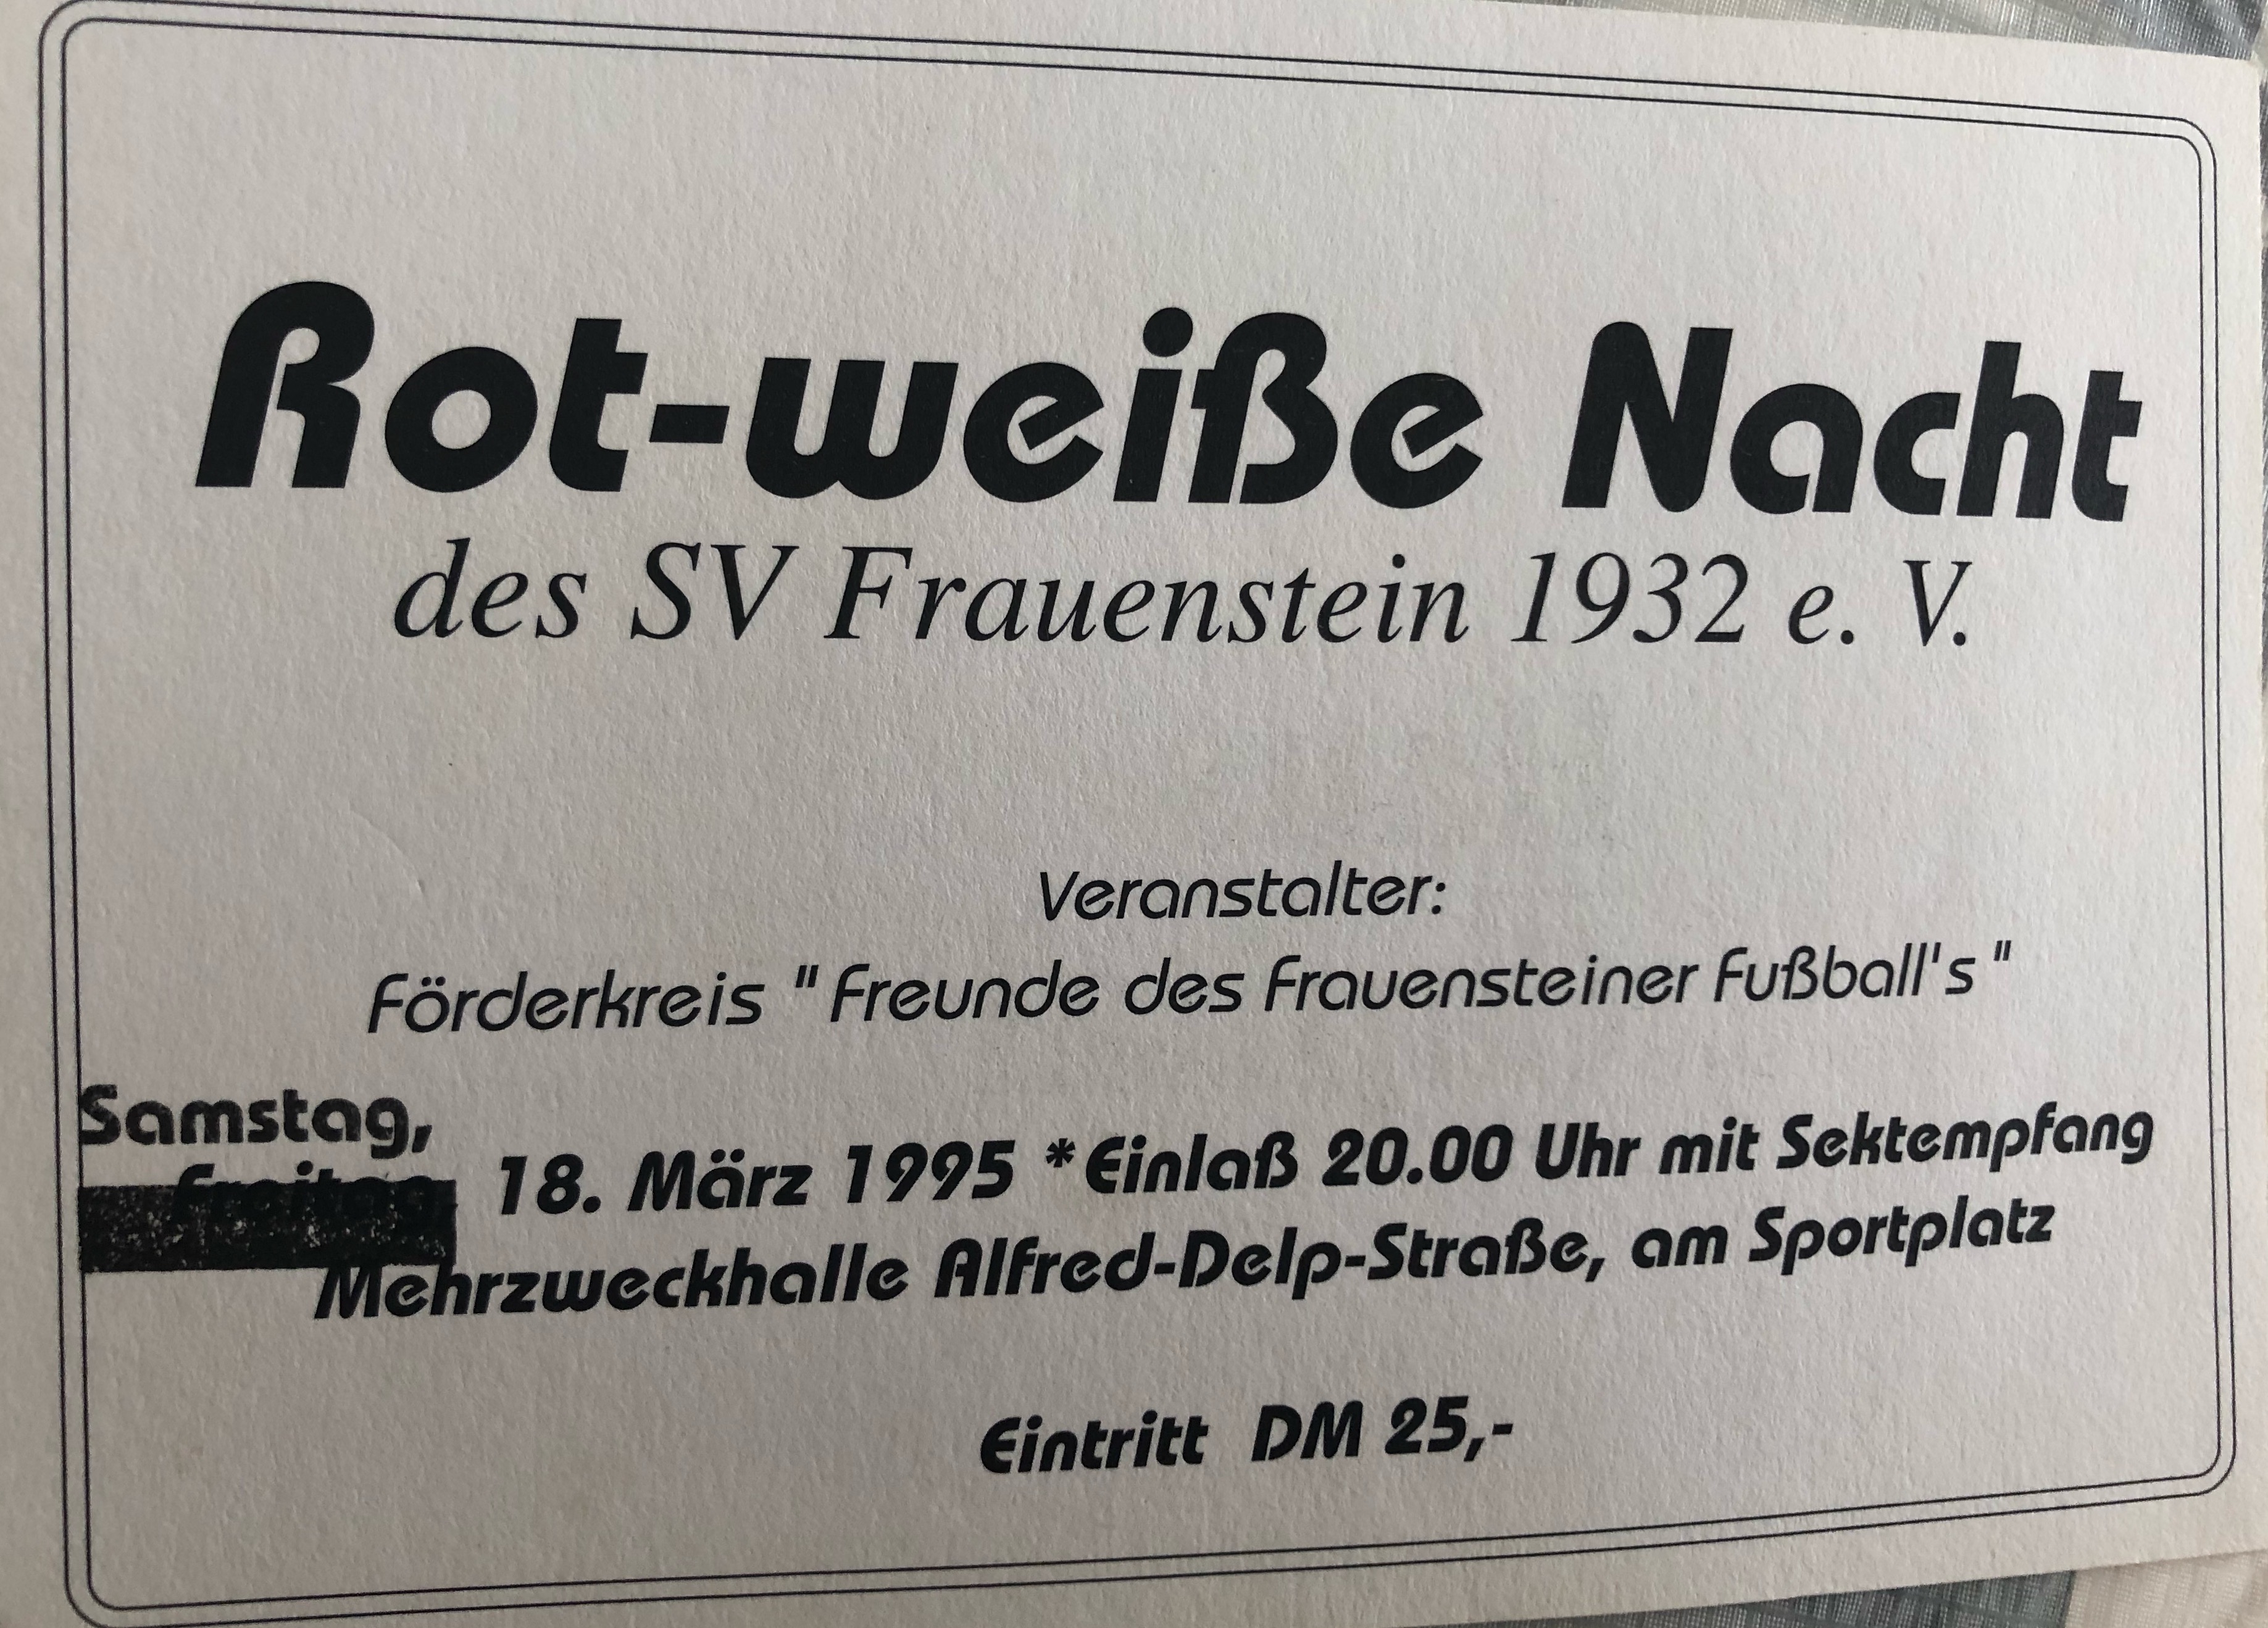 Rot-weiße Nacht
des SV Frauenstein 1932 e. V.
Veranstalter:
Förderkreis " Freunde des Frauensteiner Fußball's "
Samstag,
Freitag, 18. März 1995 * Einlaß 20.00 Uhr mit Sektempfang
Mehrzweckhalle Alfred-Delp-Straße, am Sportplatz
Eintritt DM 25,-